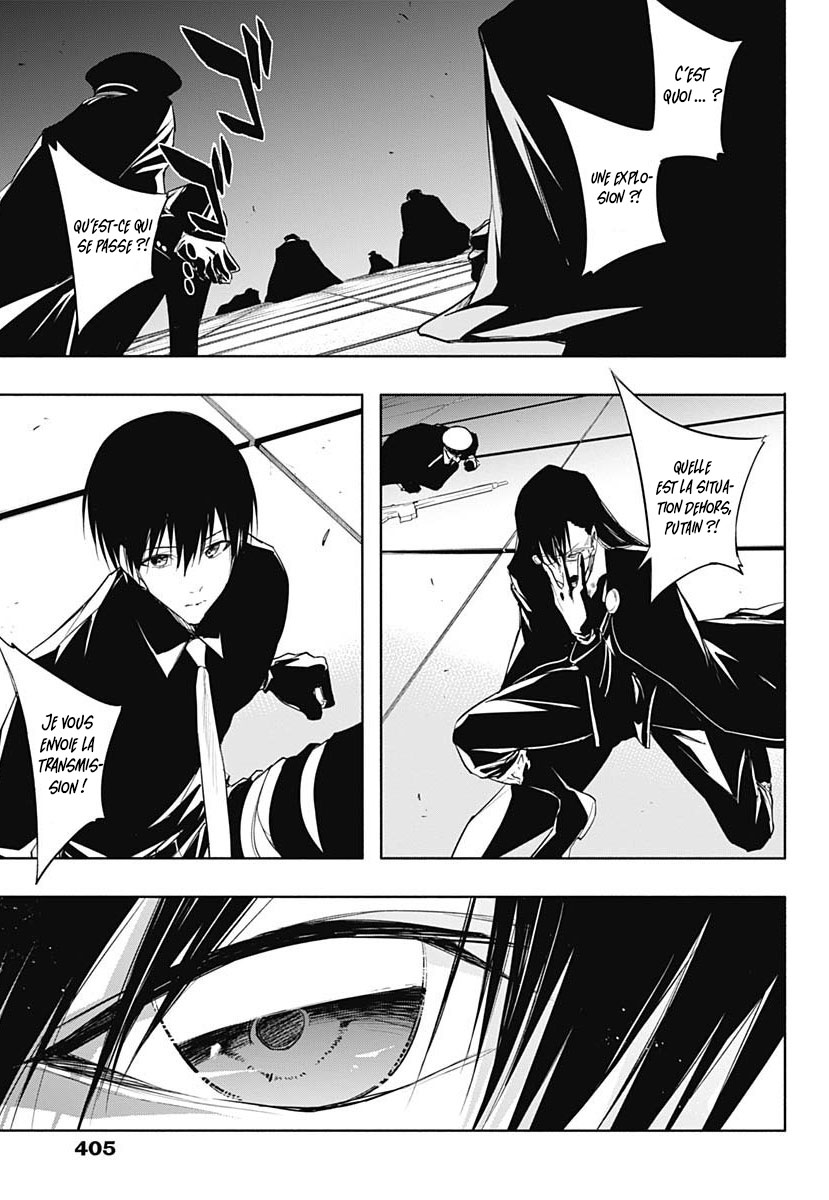 C'EST
QUOI... ?
UNE EXPLO-
SION ?!
QU'EST-CE QUI
SE PASSE ?!
QUELLE
EST LA SITUA-
TION DEHORS,
PUTAIN ?!
JE VOUS
ENVOIE LA
TRANSMIS-
SION !
405